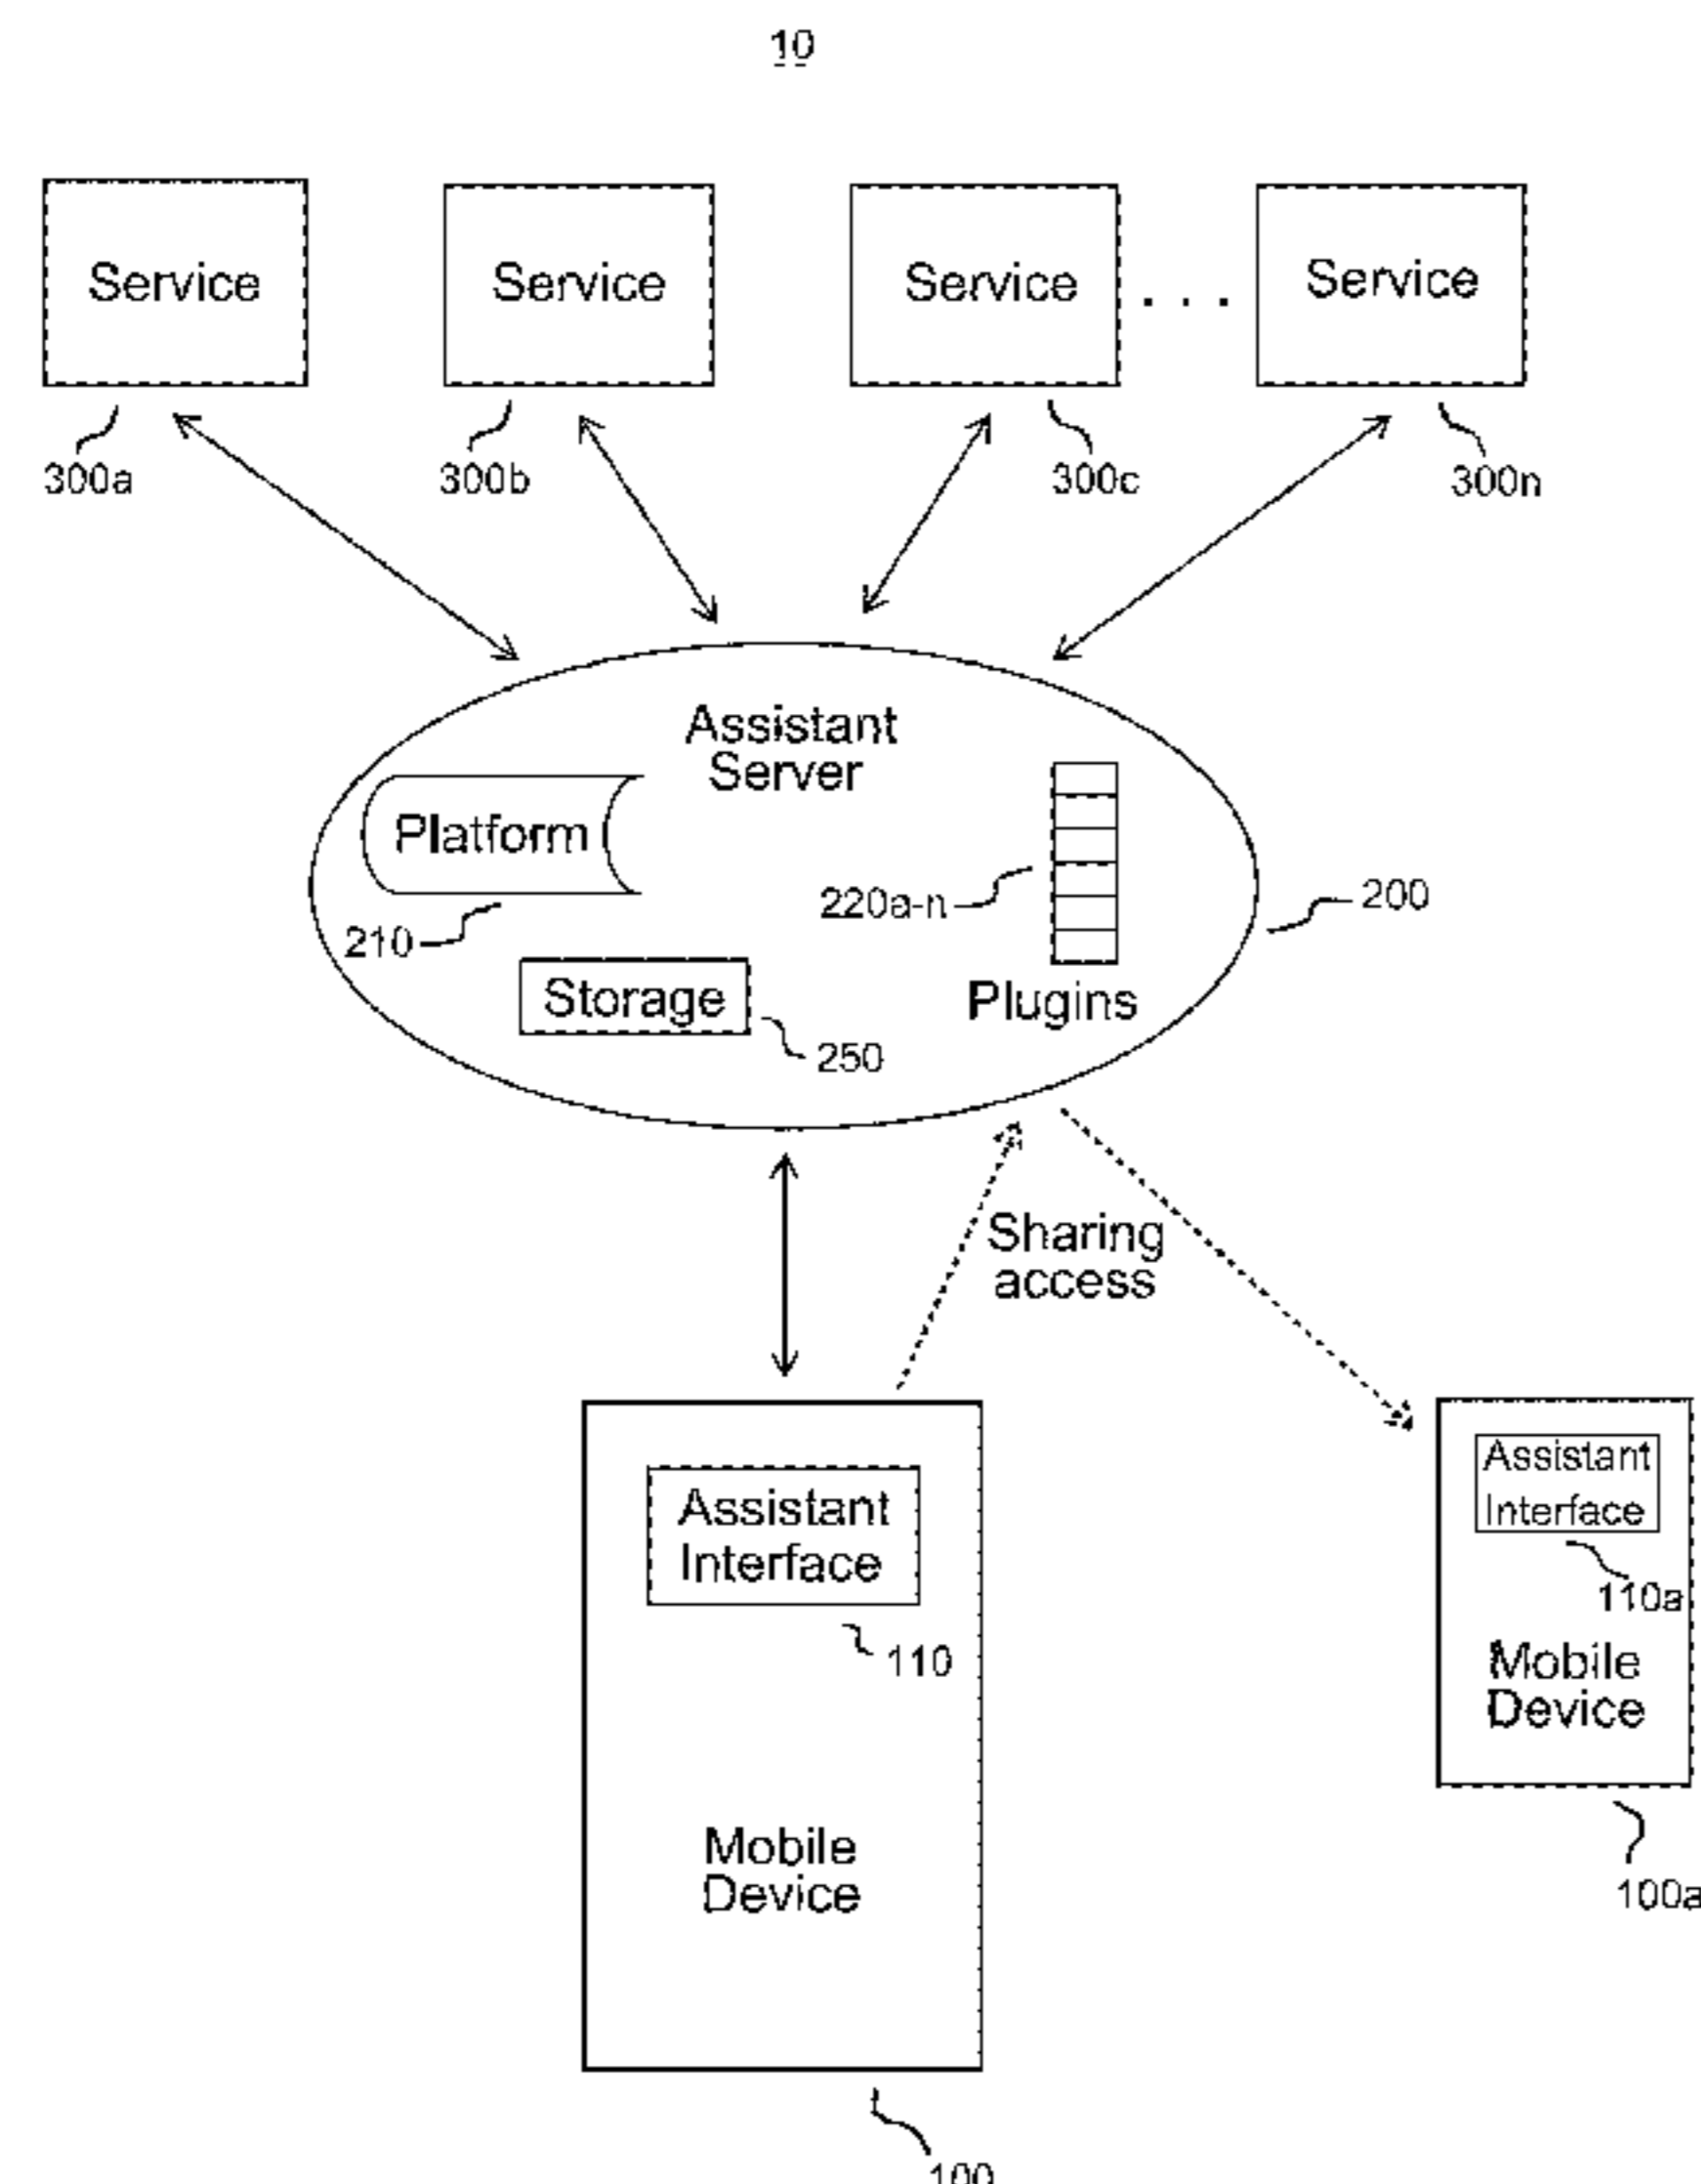 10
Service
Service
Service
. . .
Service
300a
300b
300c
300n
Assistant
Server
Platform
220a-n
200
210
Storage
Plugins
250
Sharing
access
Assistant
Interface
110
Mobile
Device
100
Assistant
Interface
110a
Mobile
Device
100a